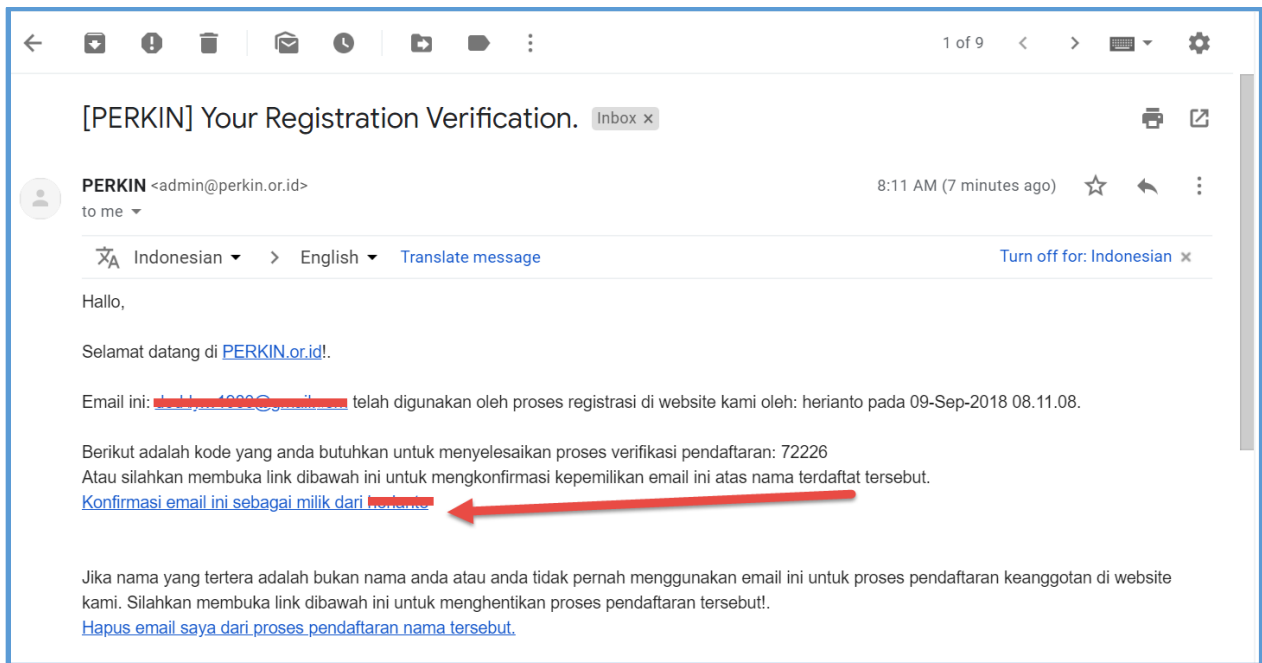 1 of 9
[PERKIN] Your Registration Verification. Inbox x
PERKIN <admin@perkin.or.id>
8:11 AM (7 minutes ago)
to me
Indonesian > English Translate message
Turn off for: Indonesian x
Hallo,
Selamat datang di PERKIN.or.id!.
Email ini: telah digunakan oleh proses registrasi di website kami oleh: herianto pada 09-Sep-2018 08.11.08.
Berikut adalah kode yang anda butuhkan untuk menyelesaikan proses verifikasi pendaftaran: 72226
Atau silahkan membuka link dibawah ini untuk mengkonfirmasi kepemilikan email ini atas nama terdaftat tersebut.
Konfirmasi email ini sebagai milik dari
Jika nama yang tertera adalah bukan nama anda atau anda tidak pernah menggunakan email ini untuk proses pendaftaran keanggotan di website
kami. Silahkan membuka link dibawah ini untuk menghentikan proses pendaftaran tersebut!.
Hapus email saya dari proses pendaftaran nama tersebut.